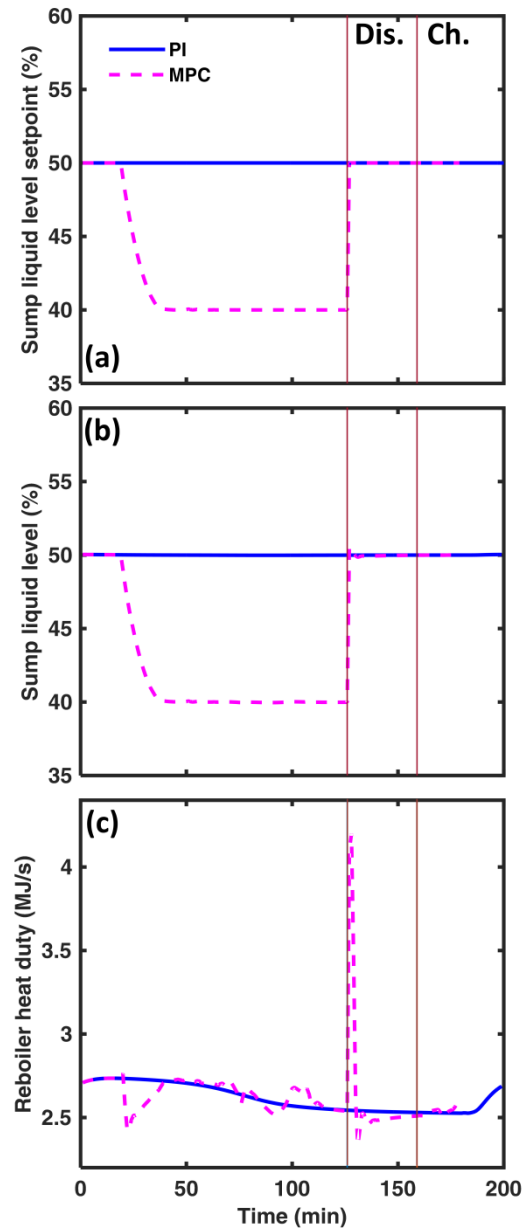 60
55
50
45
40
35
Sump liquid level setpoint (%)
PI
MPC
Dis.
Ch.
(a)
60
55
50
45
40
35
Sump liquid level (%)
(b)
4
3.5
3
2.5
Reboiler heat duty (MJ/s)
(c)
0 50 100 150 200
Time (min)